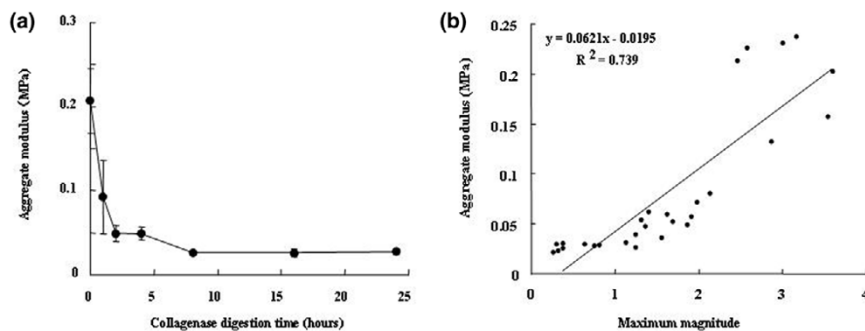 (a)
0.3
0.2
0.1
0
Aggregate modulus (MPa)
0 5 10 15 20 25
Collagenase digestion time (hours)
(b)
y = 0.0621x - 0.0195
R 2 = 0.739
0.25
0.2
0.15
0.1
0.05
0
Aggregate modulus (MPa)
0 1 2 3 4
Maximum magnitude